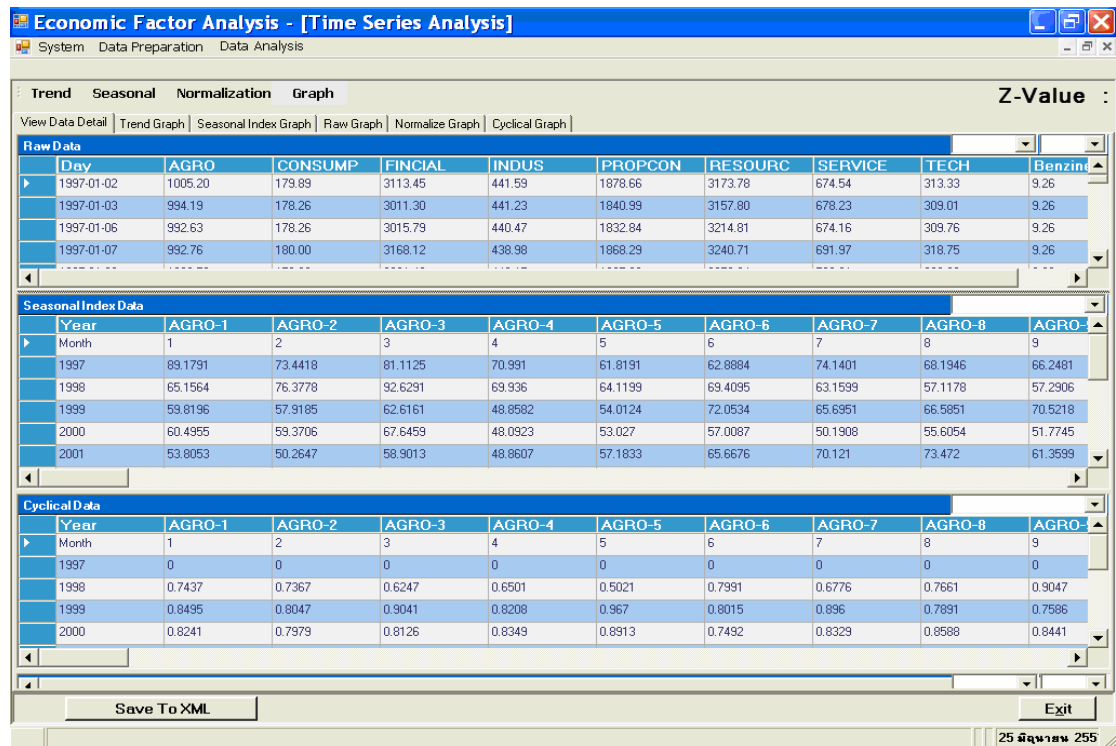 Economic Factor Analysis - [Time Series Analysis]
System Data Preparation Data Analysis
Trend Seasonal Normalization Graph Z-Value :
View Data Detail Trend Graph Seasonal Index Graph Raw Graph Normalize Graph Cyclical Graph
Raw Data
Day AGRO CONSUMP FINCIAL INDUS PROPCON RESOURC SERVICE TECH Benzine
1997-01-02 1005.20 179.89 3113.45 441.59 1878.66 3173.78 674.54 313.33 9.26
1997-01-03 994.19 178.26 3011.30 441.23 1840.99 3157.80 678.23 309.01 9.26
1997-01-06 992.63 178.26 3015.79 440.47 1832.84 3214.81 674.16 309.76 9.26
1997-01-07 992.76 180.00 3168.12 438.98 1868.29 3240.71 691.97 318.75 9.26
Seasonal Index Data
Year AGRO-1 AGRO-2 AGRO-3 AGRO-4 AGRO-5 AGRO-6 AGRO-7 AGRO-8 AGRO-9
Month 1 2 3 4 5 6 7 8 9
1997 89.1791 73.4418 81.1125 70.991 61.8191 62.8884 74.1401 68.1946 66.2481
1998 65.1564 76.3778 92.6291 69.936 64.1199 69.4095 63.1599 57.1178 57.2906
1999 59.8196 57.9185 62.6161 48.8582 54.0124 72.0534 65.6951 66.5851 70.5218
2000 60.4955 59.3706 67.6459 48.0923 53.027 57.0087 50.1908 55.6054 51.7745
2001 53.8053 50.2647 58.9013 48.8607 57.1833 65.6676 70.121 73.472 61.3599
Cyclical Data
Year AGRO-1 AGRO-2 AGRO-3 AGRO-4 AGRO-5 AGRO-6 AGRO-7 AGRO-8 AGRO-
Month 1 2 3 4 5 6 7 8 9
1997 0 0 0 0 0 0 0 0 0
1998 0.7437 0.7367 0.6247 0.6501 0.5021 0.7991 0.6776 0.7661 0.9047
1999 0.8495 0.8047 0.9041 0.8208 0.967 0.8015 0.896 0.7891 0.7586
2000 0.8241 0.7979 0.8126 0.8349 0.8913 0.7492 0.8329 0.8588 0.8441
Save To XML Exit
25 มิถุนายน 255